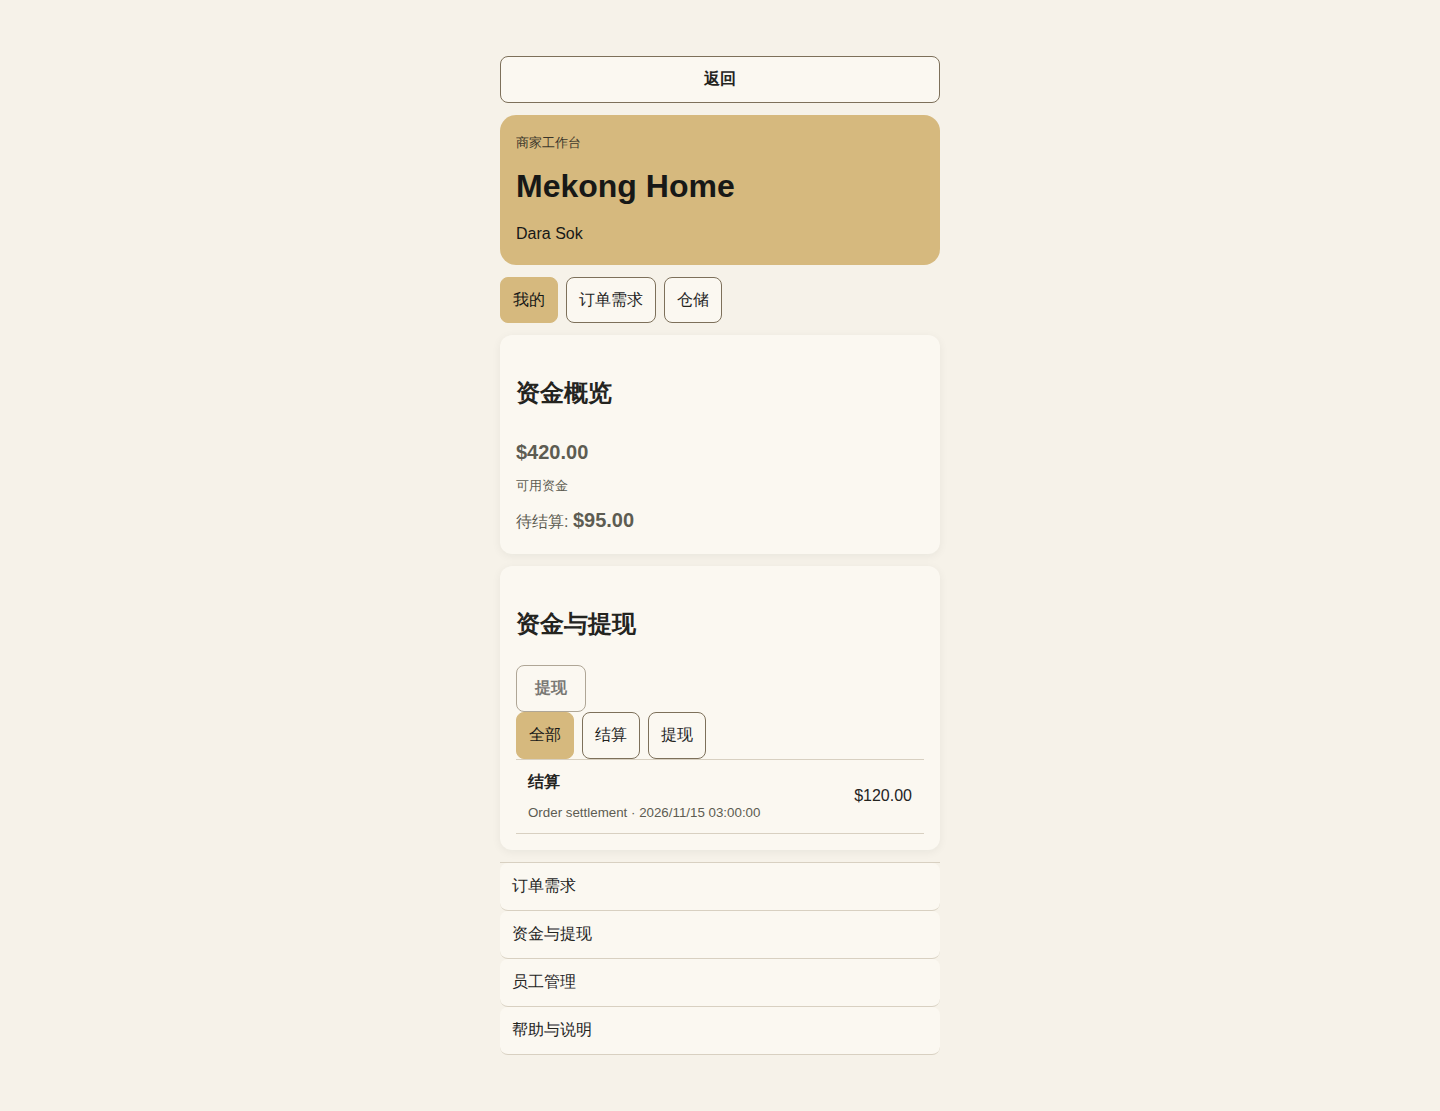 返回
商家工作台
Mekong Home
Dara Sok
我的 订单需求 仓储
资金概览
$420.00
可用资金
待结算: $95.00
资金与提现
提现
全部 结算 提现
结算
$120.00
Order settlement · 2026/11/15 03:00:00
订单需求
资金与提现
员工管理
帮助与说明